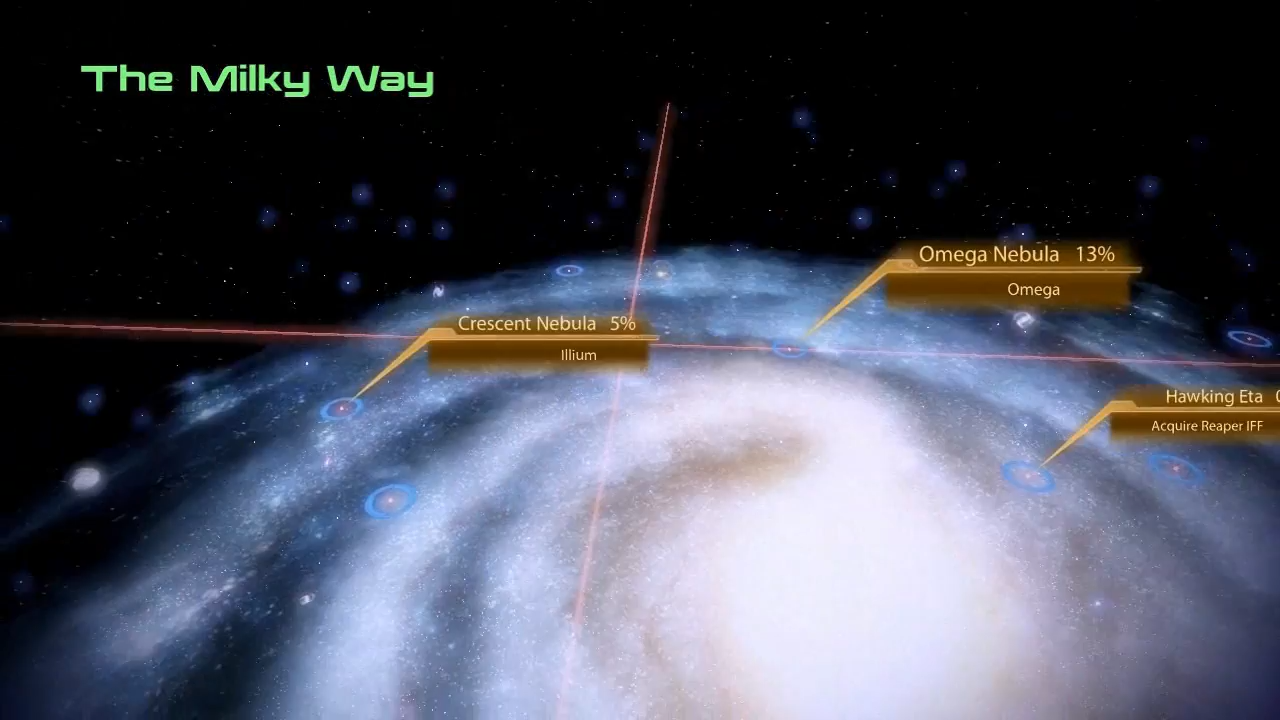 The Milky Way
Omega Nebula 13%
Omega
Crescent Nebula 5%
Illium
Hawking Eta
Acquire Reaper IFF